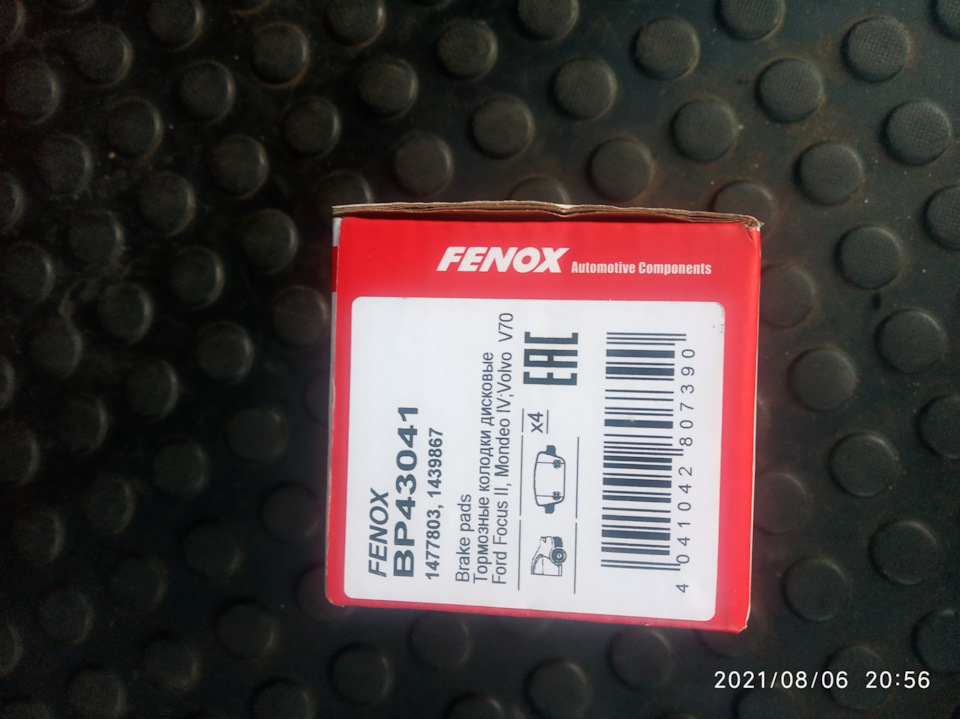 FENOX Automotive Components
FENOX
BP43041
1477803, 1439867
Brake pads
Тормозные колодки дисковые
Ford Focus II, Mondeo IV;Volvo V70
x4
EAC
4 041042 807390
2021/08/06 20:56